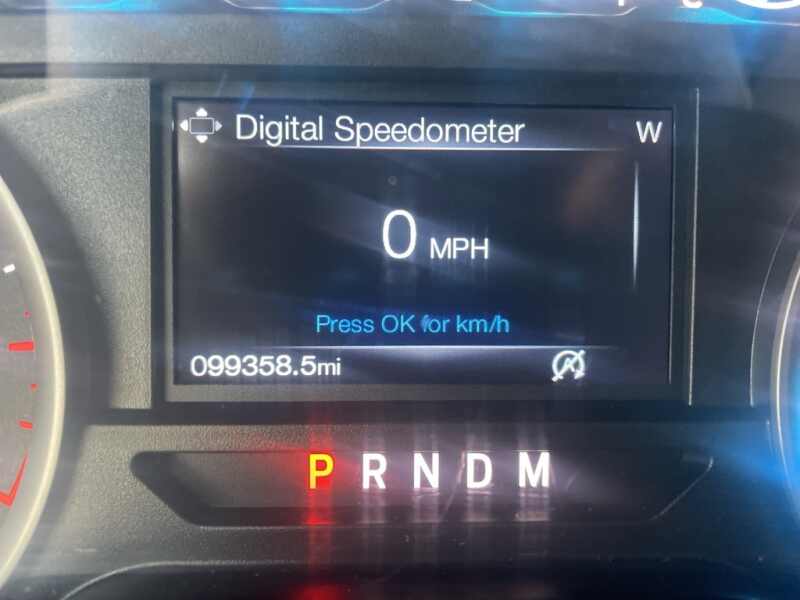 Digital Speedometer W
0 MPH
Press OK for km/h
099358.5mi
P R N D M